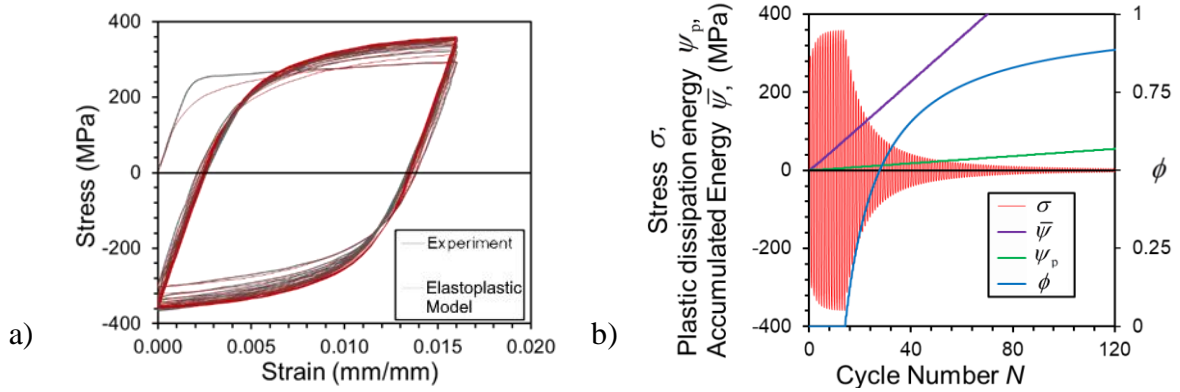 a)
Stress (MPa)
400
200
0
-200
-400
0.000
0.005
0.010
0.015
0.020
Strain (mm/mm)
Experiment
Elastoplastic
Model
b)
Stress σ,
Plastic dissipation energy ψp,
Accumulated Energy ψ̄, (MPa)
400
200
0
-200
-400
0
40
80
120
Cycle Number N
1
0.75
ϕ
0.25
0
σ
ψ̄
ψp
ϕ